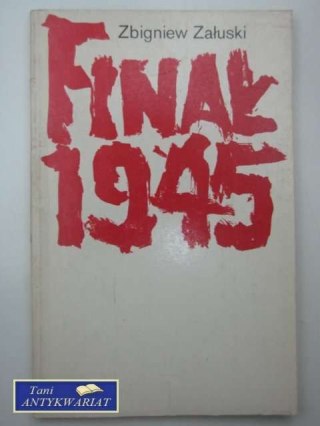 Zbigniew Załuski
FINAŁ
1945
Tani
ANTYKWARIAT